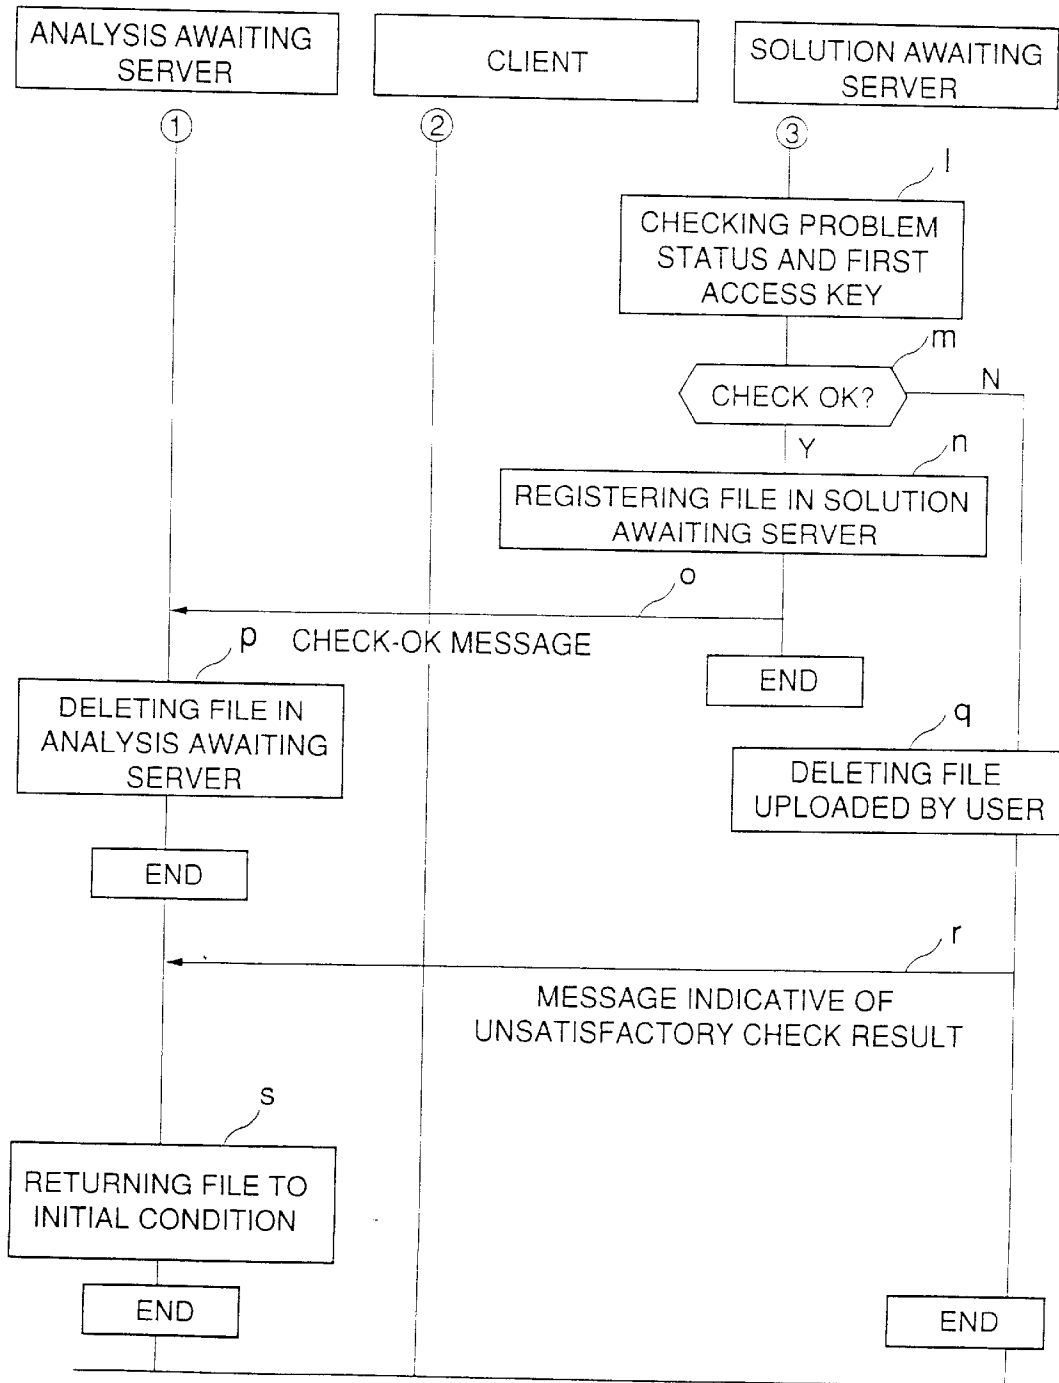 ANALYSIS AWAITING
SERVER
CLIENT
SOLUTION AWAITING
SERVER
1
2
3
l
CHECKING PROBLEM
STATUS AND FIRST
ACCESS KEY
m
CHECK OK?
N
Y
n
REGISTERING FILE IN SOLUTION
AWAITING SERVER
o
CHECK-OK MESSAGE
p
END
DELETING FILE IN
ANALYSIS AWAITING
SERVER
q
DELETING FILE
UPLOADED BY USER
END
r
MESSAGE INDICATIVE OF
UNSATISFACTORY CHECK RESULT
s
RETURNING FILE TO
INITIAL CONDITION
END
END